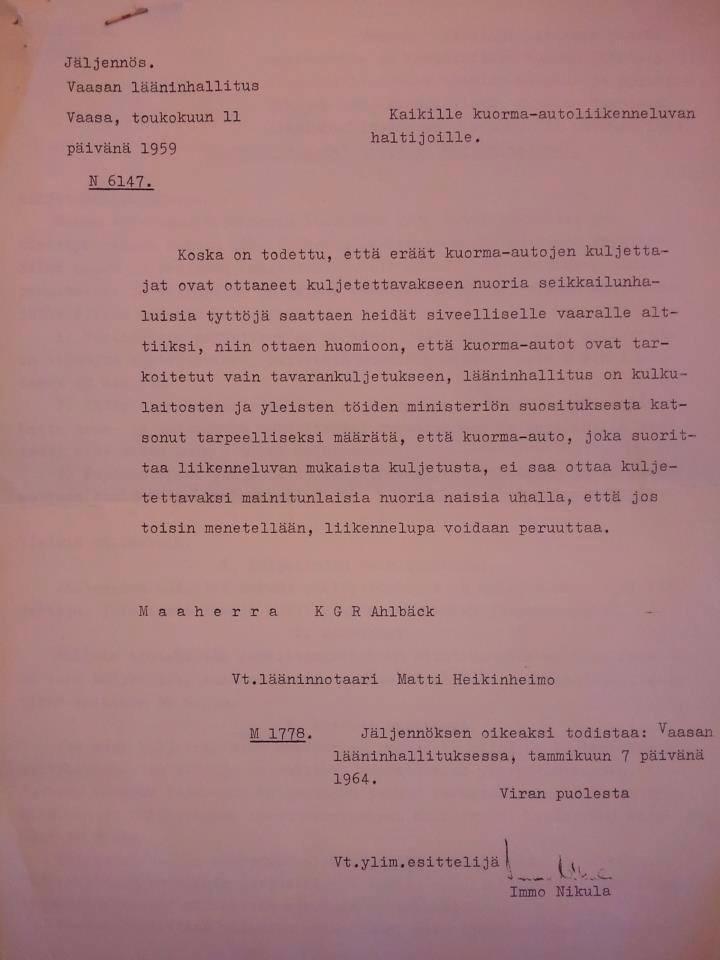 Jäljennös.
Vaasan lääninhallitus
Vaasa, toukokuun 11
päivänä 1959
N 6147.
Kaikille kuorma-autoliikenneluvan
haltijoille.
Koska on todettu, että eräät kuorma-autojen kuljetta-
jat ovat ottaneet kuljetettavakseen nuoria seikkailunha-
luisia tyttöjä saattaen heidät siveelliselle vaaralle alt-
tiiksi, niin ottaen huomioon, että kuorma-autot ovat tar-
koitetut vain tavarankuljetukseen, lääninhallitus on kulku-
laitosten ja yleisten töiden ministeriön suosituksesta kat-
sonut tarpeelliseksi määrätä, että kuorma-auto, joka suorit-
taa liikenneluvan mukaista kuljetusta, ei saa ottaa kulje-
tettavaksi mainitunlaisia nuoria naisia uhalla, että jos
toisin menetellään, liikennelupa voidaan peruuttaa.
M a a h e r r a K G R Ahlbäck
Vt.lääninnotaari Matti Heikinheimo
M 1778. Jäljennöksen oikeaksi todistaa: Vaasan
lääninhallituksessa, tammikuun 7 päivänä
1964.
Viran puolesta
Vt.ylim.esittelijä
Immo Nikula